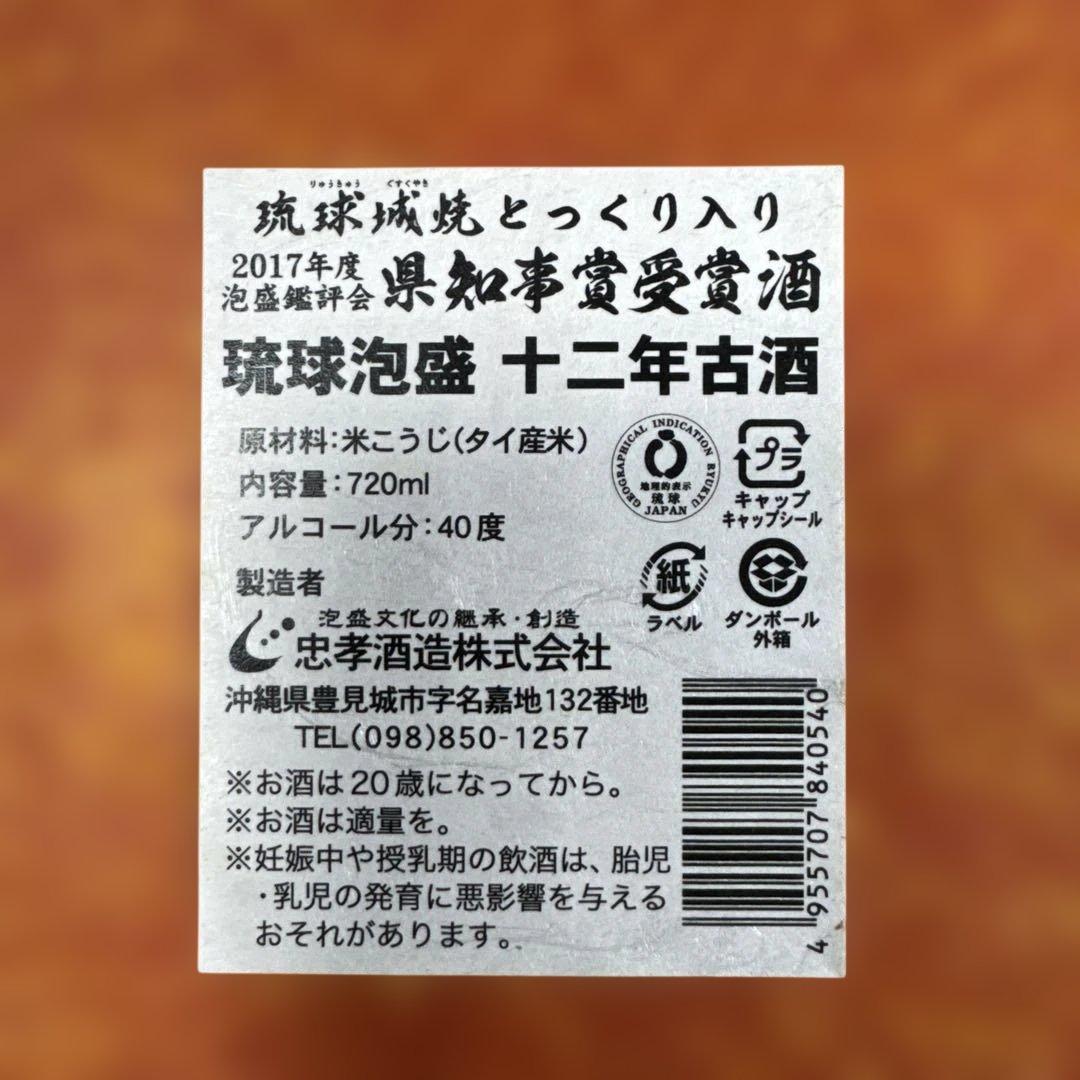 りゅうきゅう ぐすくやき
琉球城焼とっくり入り
2017年度
泡盛鑑評会
県知事賞受賞酒
琉球泡盛 十二年古酒
原材料:米こうじ(タイ産米)
内容量:720ml
アルコール分:40度
GEOGRAPHICAL INDICATION RYUKYU
地理的表示
琉球
JAPAN
プラ
キャップ
キャップシール
紙
ラベル
ダンボール
外箱
製造者
泡盛文化の継承・創造
忠孝酒造株式会社
沖縄県豊見城市字名嘉地132番地
TEL(098)850-1257
※お酒は20歳になってから。
※お酒は適量を。
※妊娠中や授乳期の飲酒は、胎児
・乳児の発育に悪影響を与える
おそれがあります。
4 955707 840540